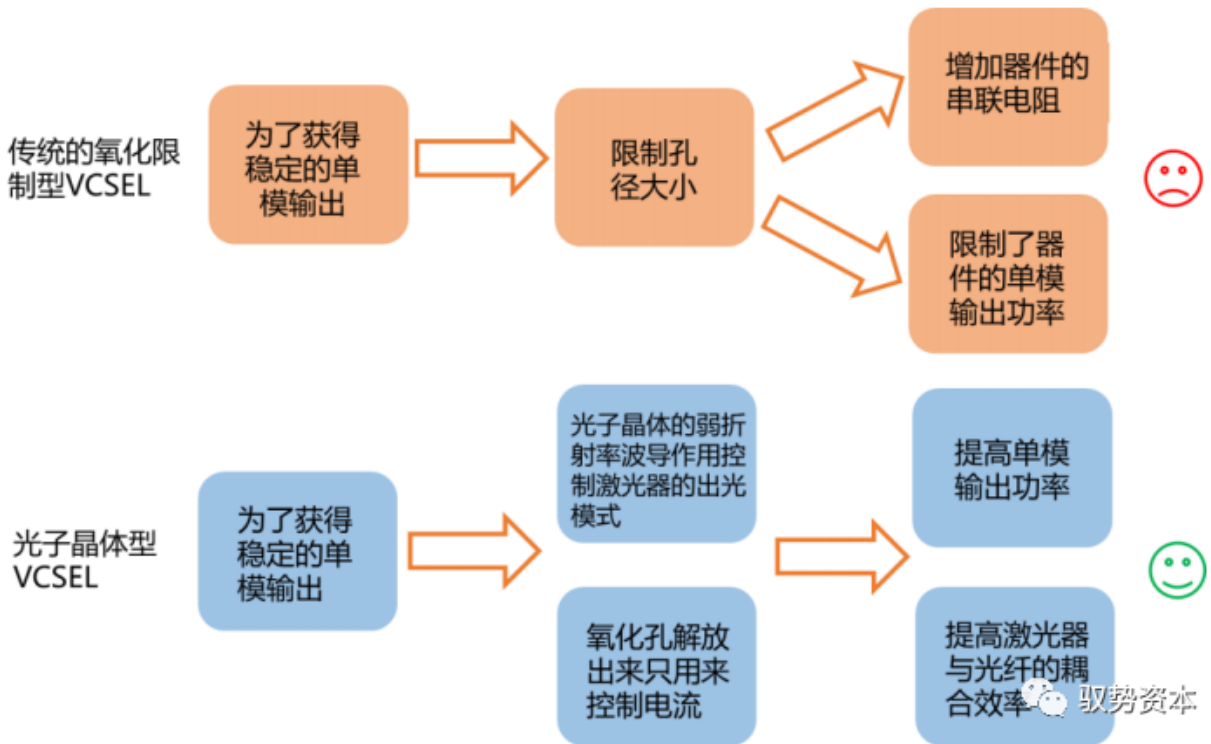 传统的氧化限
制型VCSEL
为了获得
稳定的单
模输出
限制孔
径大小
增加器件的
串联电阻
限制了器
件的单模
输出功率
光子晶体型
VCSEL
为了获得
稳定的单
模输出
光子晶体的弱折
射率波导作用控
制激光器的出光
模式
氧化孔解放
出来只用来
控制电流
提高单模
输出功率
提高激光器
与光纤的耦
合效率
驭势资本